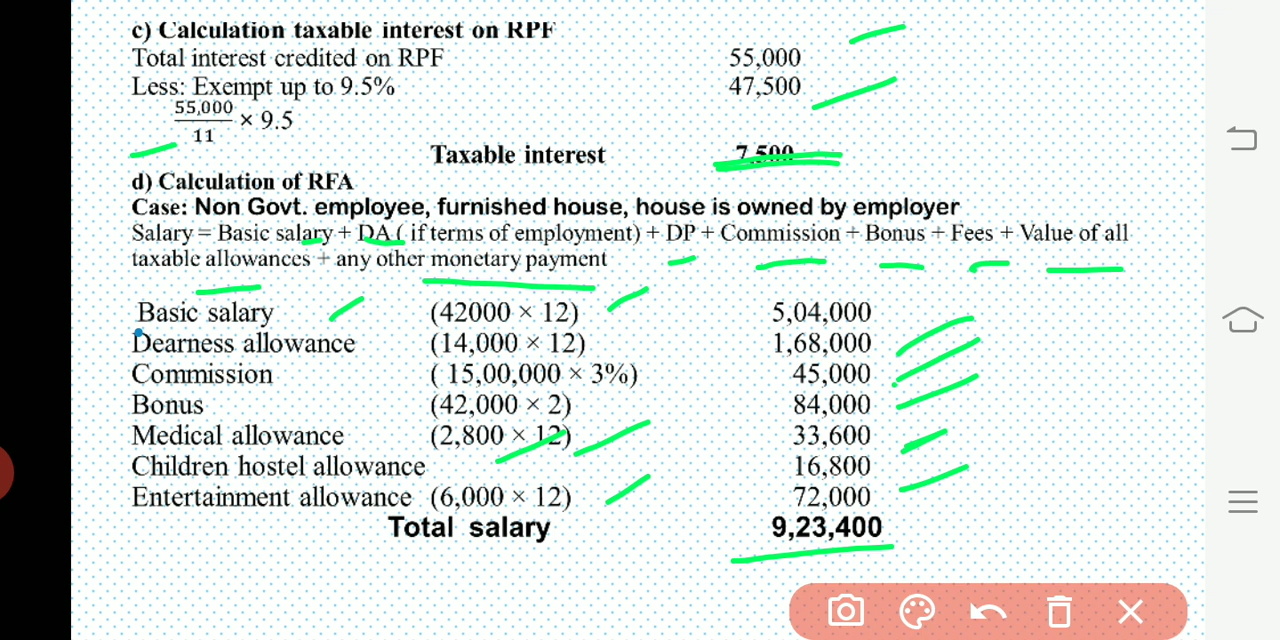 c) Calculation taxable interest on RPF
Total interest credited on RPF 55,000
Less: Exempt up to 9.5% 47,500
55,000
11 × 9.5
Taxable interest 7,500
d) Calculation of RFA
Case: Non Govt. employee, furnished house, house is owned by employer
Salary = Basic salary + DA ( if terms of employment) + DP + Commission + Bonus + Fees + Value of all
taxable allowances + any other monetary payment
Basic salary (42000 × 12) 5,04,000
Dearness allowance (14,000 × 12) 1,68,000
Commission ( 15,00,000 × 3%) 45,000
Bonus (42,000 × 2) 84,000
Medical allowance (2,800 × 12) 33,600
Children hostel allowance 16,800
Entertainment allowance (6,000 × 12) 72,000
Total salary 9,23,400